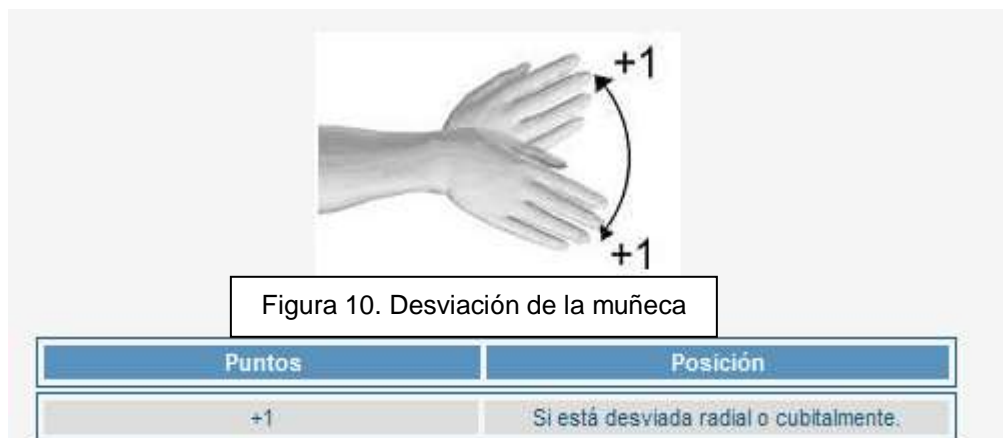 +1
+1
Figura 10. Desviación de la muñeca
Puntos Posición
+1 Si está desviada radial o cubitalmente.